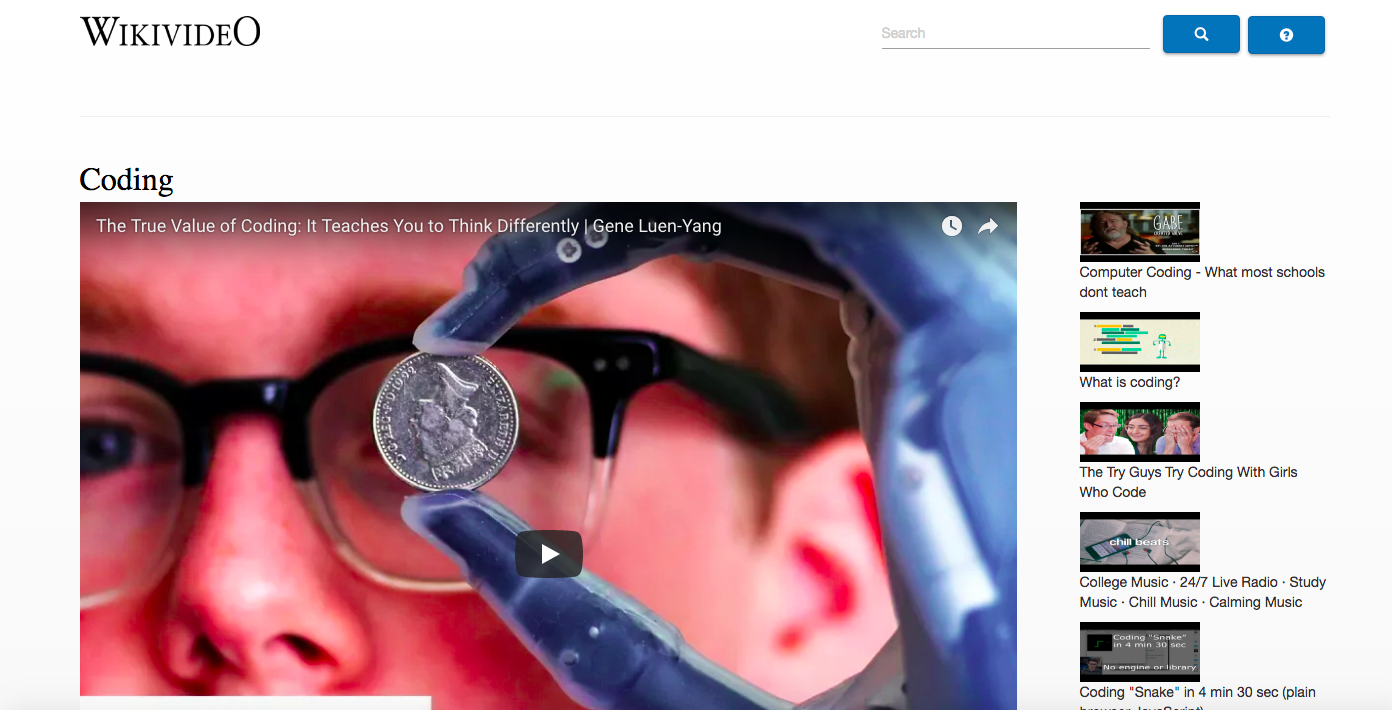 WIKIVIDEO
Search
Coding
The True Value of Coding: It Teaches You to Think Differently | Gene Luen-Yang
GABE
Computer Coding - What most schools
dont teach
What is coding?
The Try Guys Try Coding With Girls
Who Code
chill beats
College Music · 24/7 Live Radio · Study
Music · Chill Music · Calming Music
Coding "Snake"
in 4 min 30 sec
No engine or library
Coding "Snake" in 4 min 30 sec (plain
browser JavaScript)